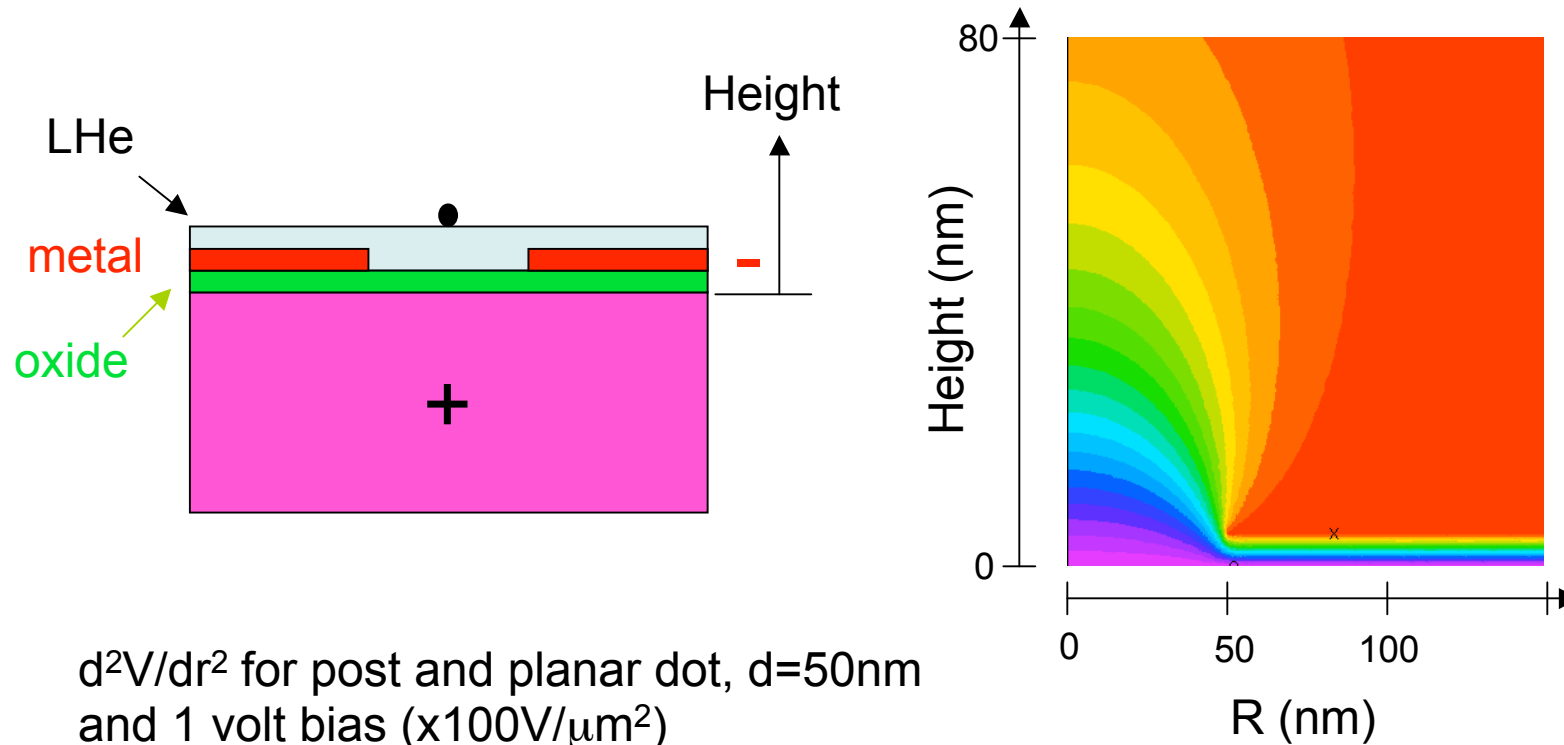 LHe
metal
oxide
Height
-
+
80
0
Height (nm)
x
0 50 100
R (nm)
d²V/dr² for post and planar dot, d=50nm
and 1 volt bias (x100V/μm²)